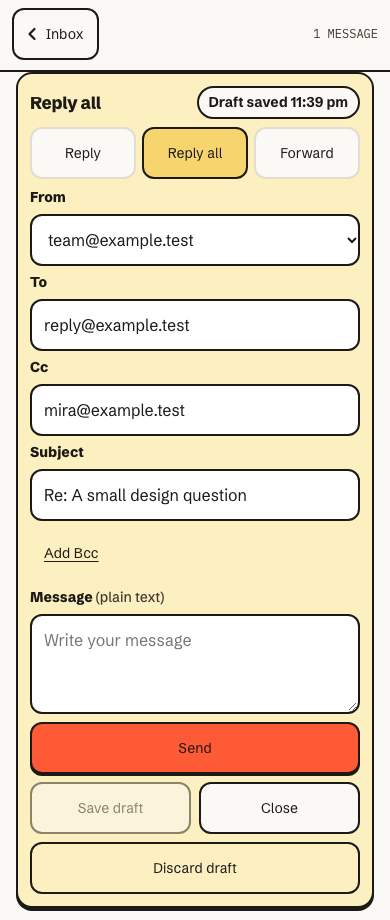 Inbox
1 MESSAGE
Reply all
Draft saved 11:39 pm
Reply
Reply all
Forward
From
team@example.test
To
reply@example.test
Cc
mira@example.test
Subject
Re: A small design question
Add Bcc
Message (plain text)
Write your message
Send
Save draft
Close
Discard draft